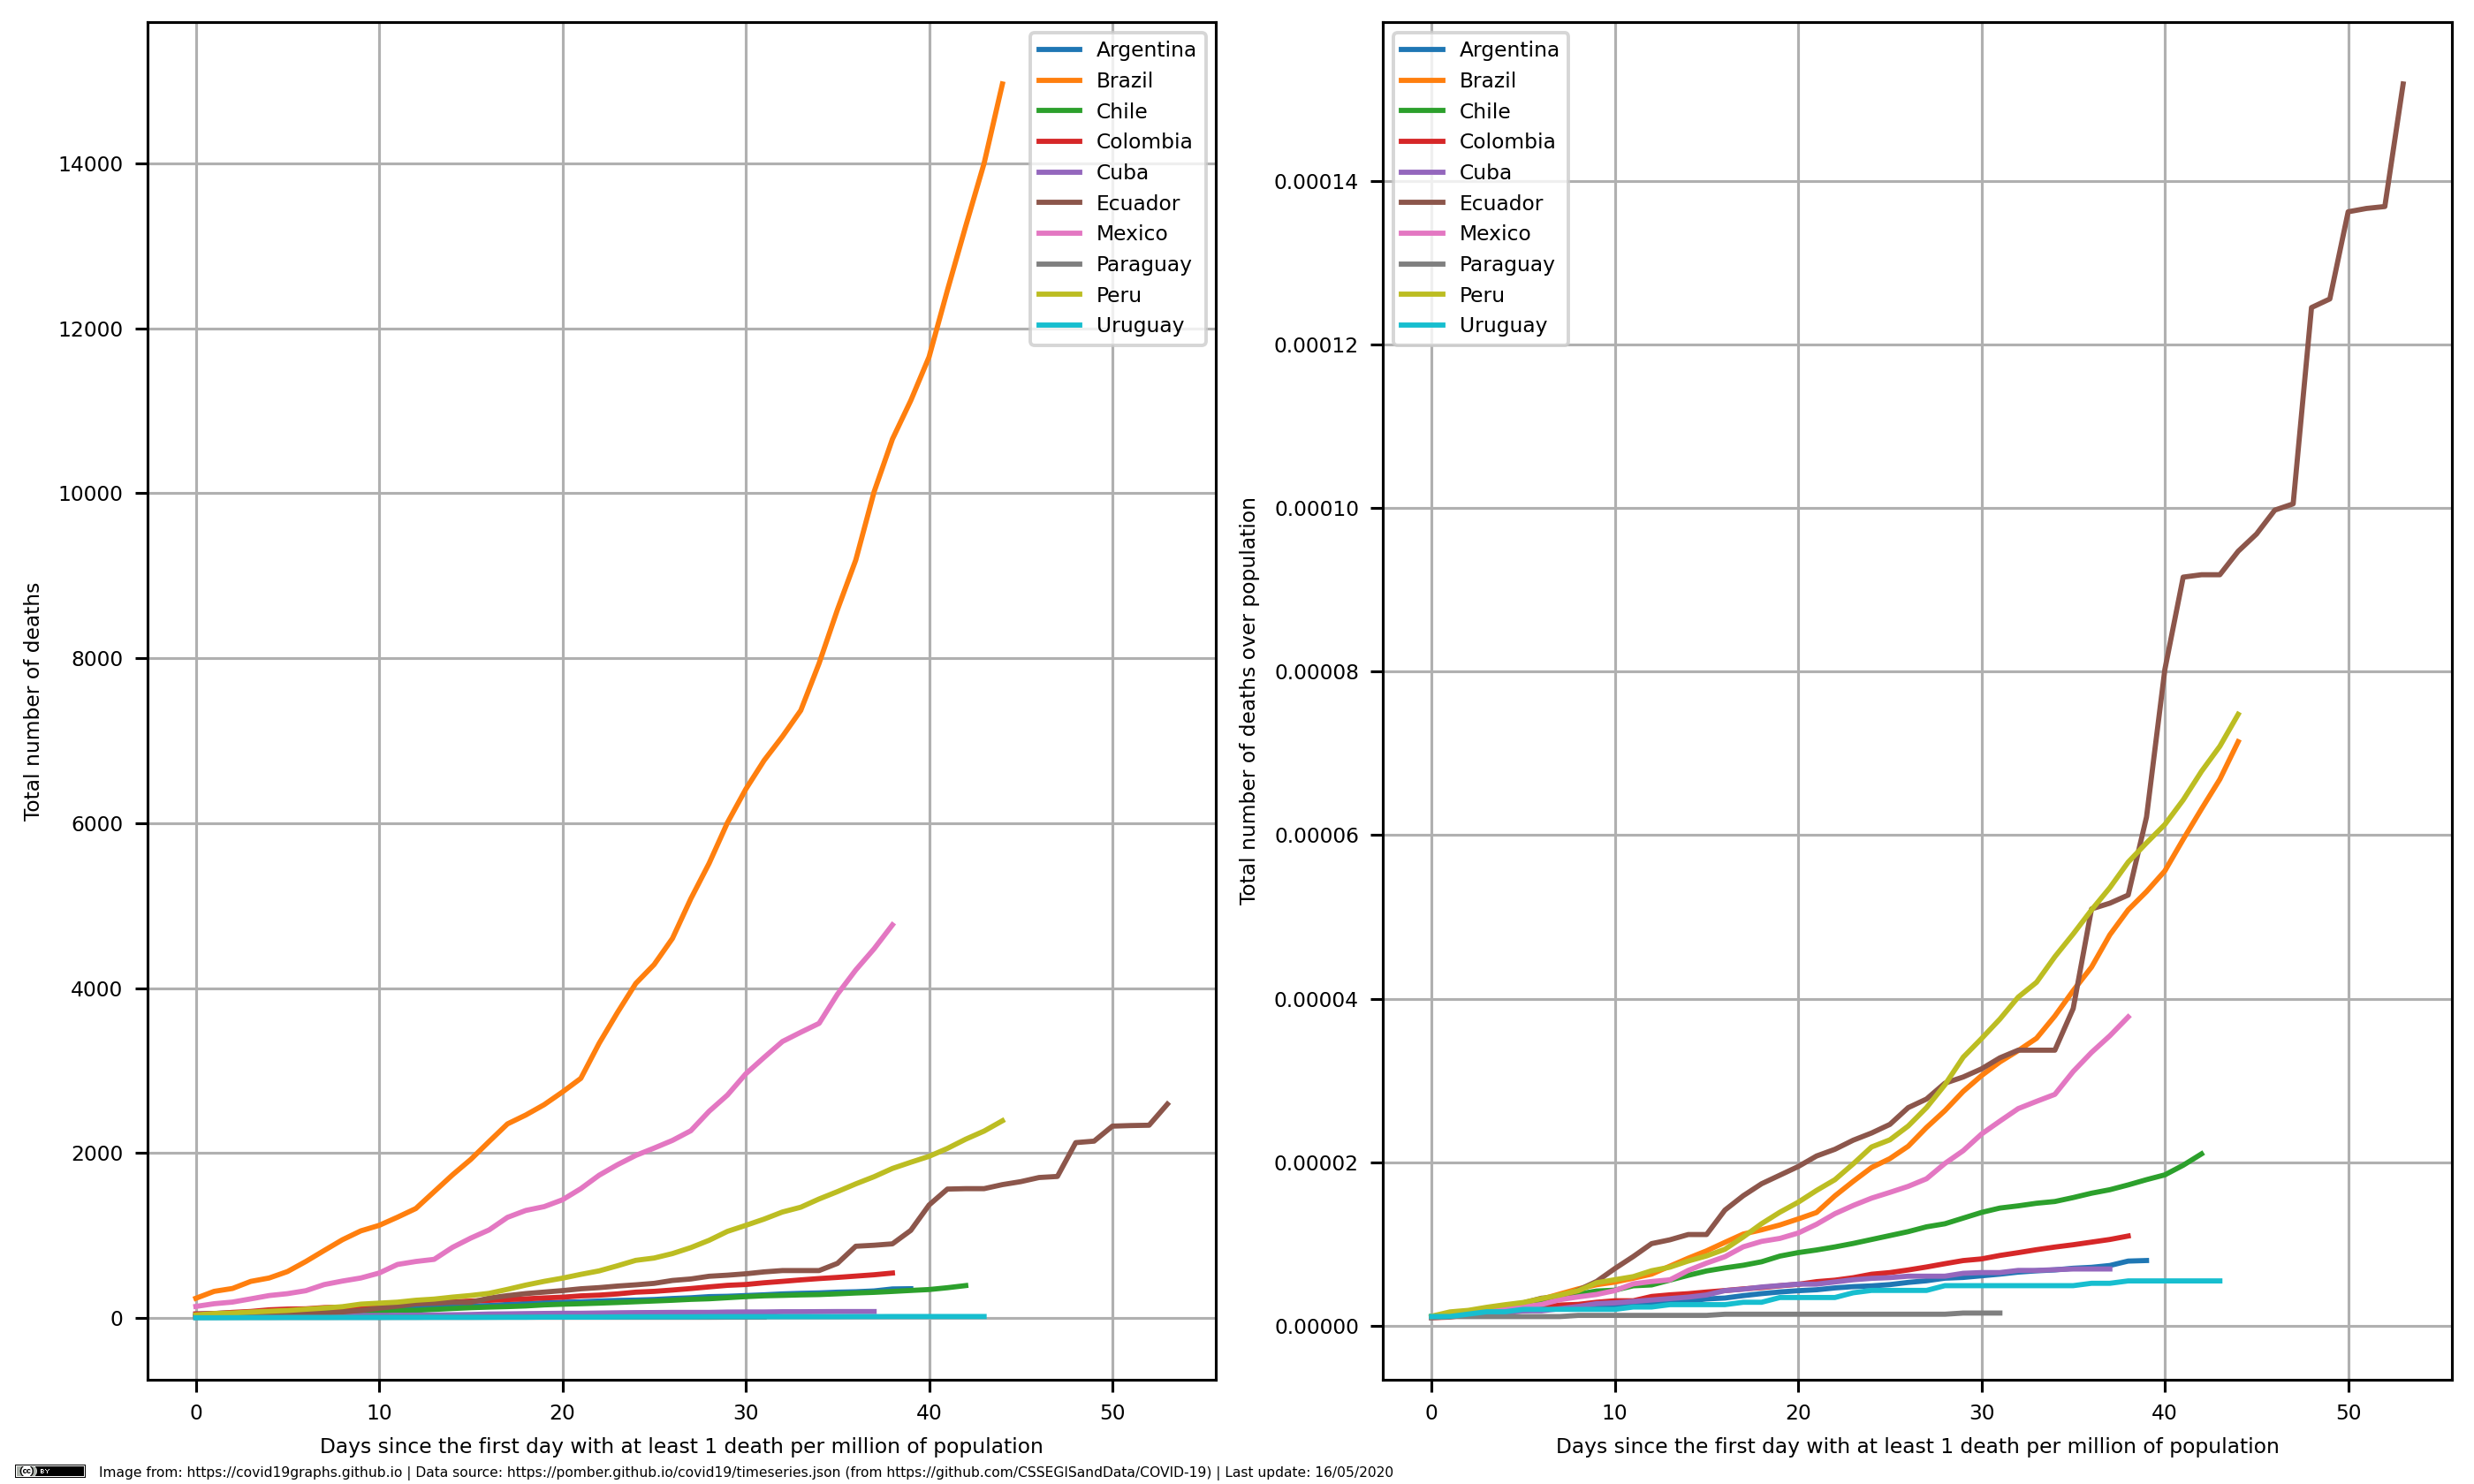 Total number of deaths
14000
12000
10000
8000
6000
4000
2000
0
0 10 20 30 40 50
Days since the first day with at least 1 death per million of population
Argentina
Brazil
Chile
Colombia
Cuba
Ecuador
Mexico
Paraguay
Peru
Uruguay
Total number of deaths over population
0.00014
0.00012
0.00010
0.00008
0.00006
0.00004
0.00002
0.00000
0 10 20 30 40 50
Days since the first day with at least 1 death per million of population
Argentina
Brazil
Chile
Colombia
Cuba
Ecuador
Mexico
Paraguay
Peru
Uruguay
(cc) BY Image from: https://covid19graphs.github.io | Data source: https://pomber.github.io/covid19/timeseries.json (from https://github.com/CSSEGISandData/COVID-19) | Last update: 16/05/2020